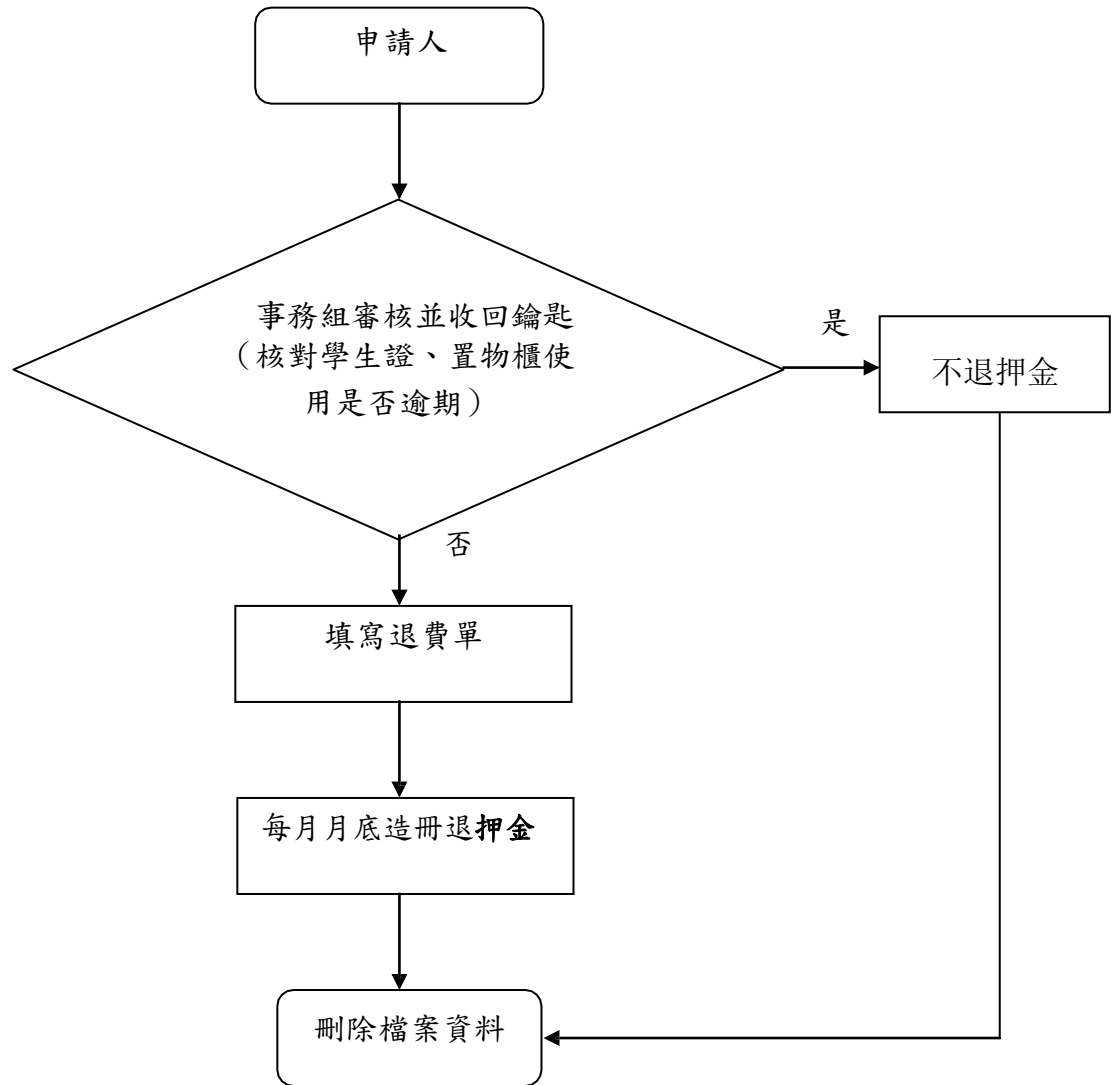 申請人
事務組審核並收回鑰匙
（核對學生證、置物櫃使
用是否逾期）
是
不退押金
否
填寫退費單
每月月底造冊退押金
刪除檔案資料